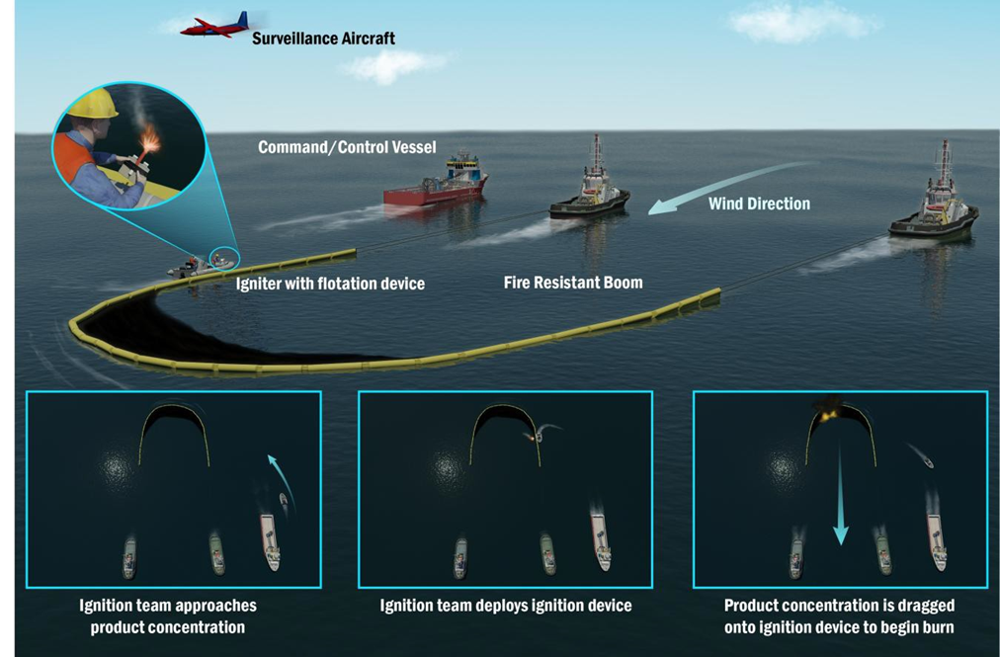 Surveillance Aircraft
Command/Control Vessel
Wind Direction
Igniter with flotation device
Fire Resistant Boom
Ignition team approaches
product concentration
Ignition team deploys ignition device
Product concentration is dragged
onto ignition device to begin burn